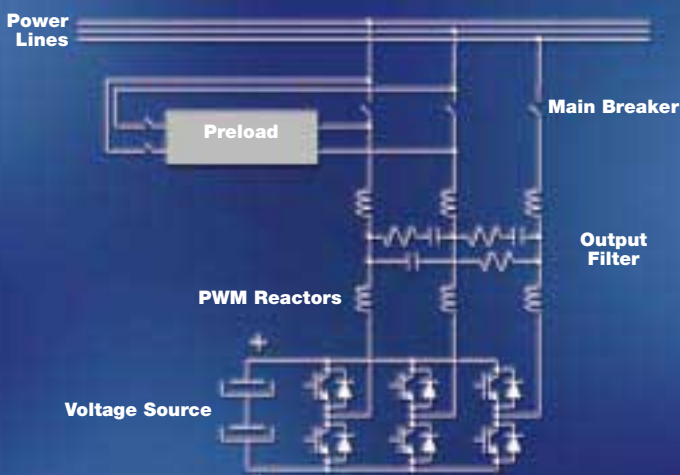 Power
Lines
Main Breaker
Preload
Output
Filter
PWM Reactors
+
Voltage Source